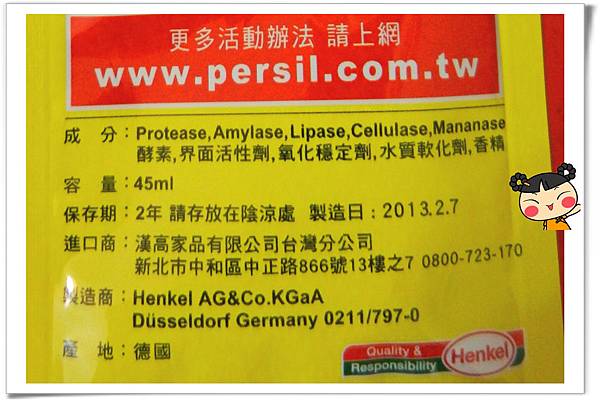 更多活動辦法 請上網
www.persil.com.tw
成 分：Protease,Amylase,Lipase,Cellulase,Mananase
酵素,界面活性劑,氧化穩定劑,水質軟化劑,香精
容 量：45ml
保存期：2年 請存放在陰涼處 製造日：2013.2.7
進口商：漢高家品有限公司台灣分公司
新北市中和區中正路866號13樓之7 0800-723-170
製造商：Henkel AG&Co.KGaA
Düsseldorf Germany 0211/797-0
產 地：德國
Quality & Responsibility
Henkel